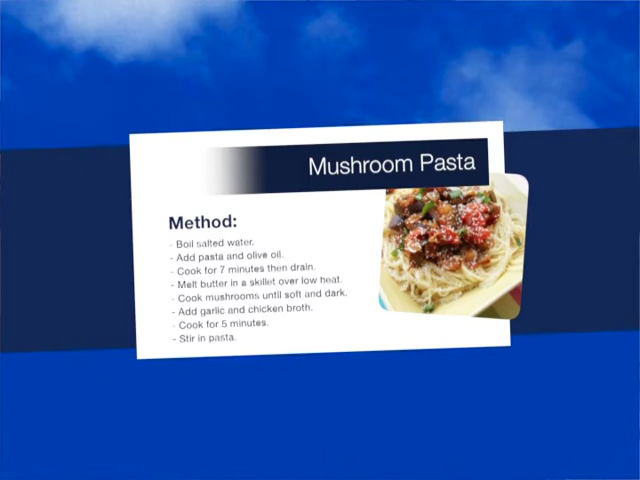 Mushroom Pasta
Method:
- Boil salted water.
- Add pasta and olive oil.
- Cook for 7 minutes then drain.
- Melt butter in a skillet over low heat.
- Cook mushrooms until soft and dark.
- Add garlic and chicken broth.
- Cook for 5 minutes.
- Stir in pasta.